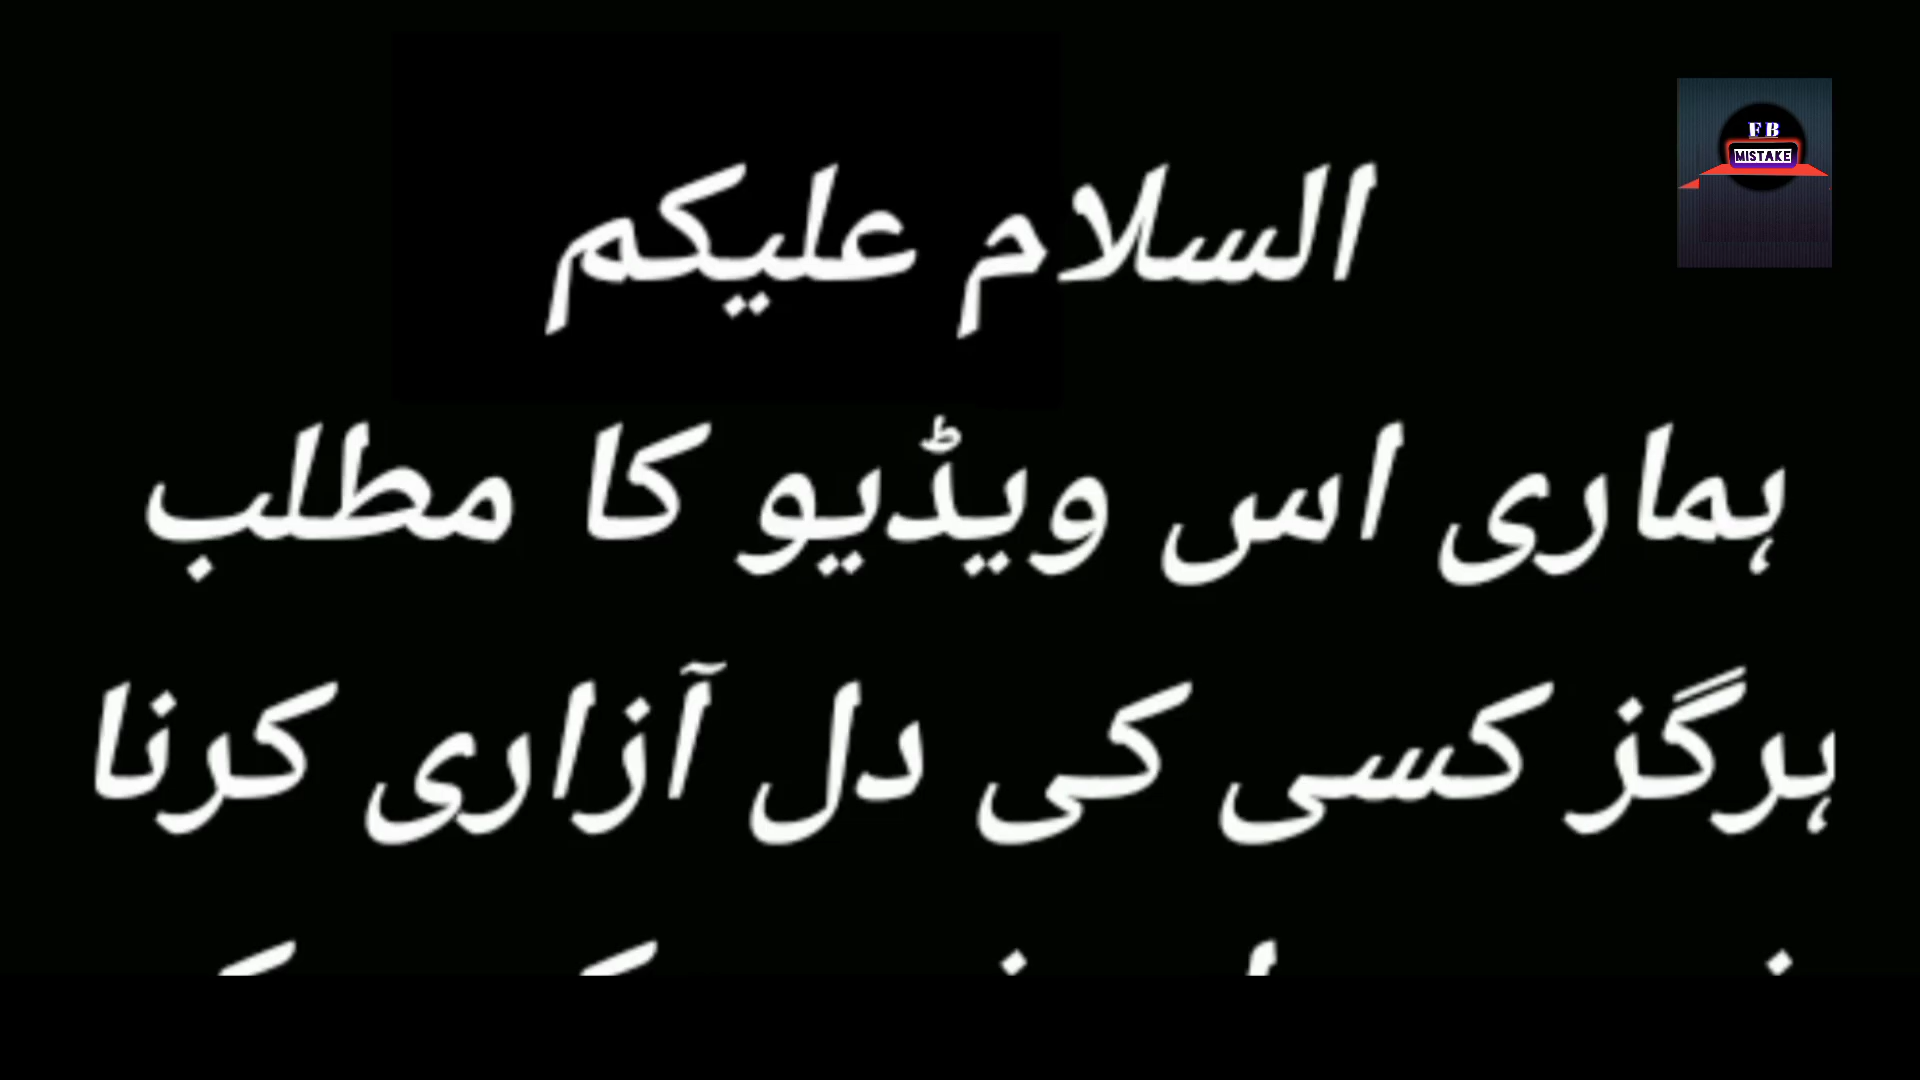 السلام علیکم
ہماری اس ویڈیو کا مطلب
ہرگز کسی کی دل آزاری کرنا
FB
MISTAKE